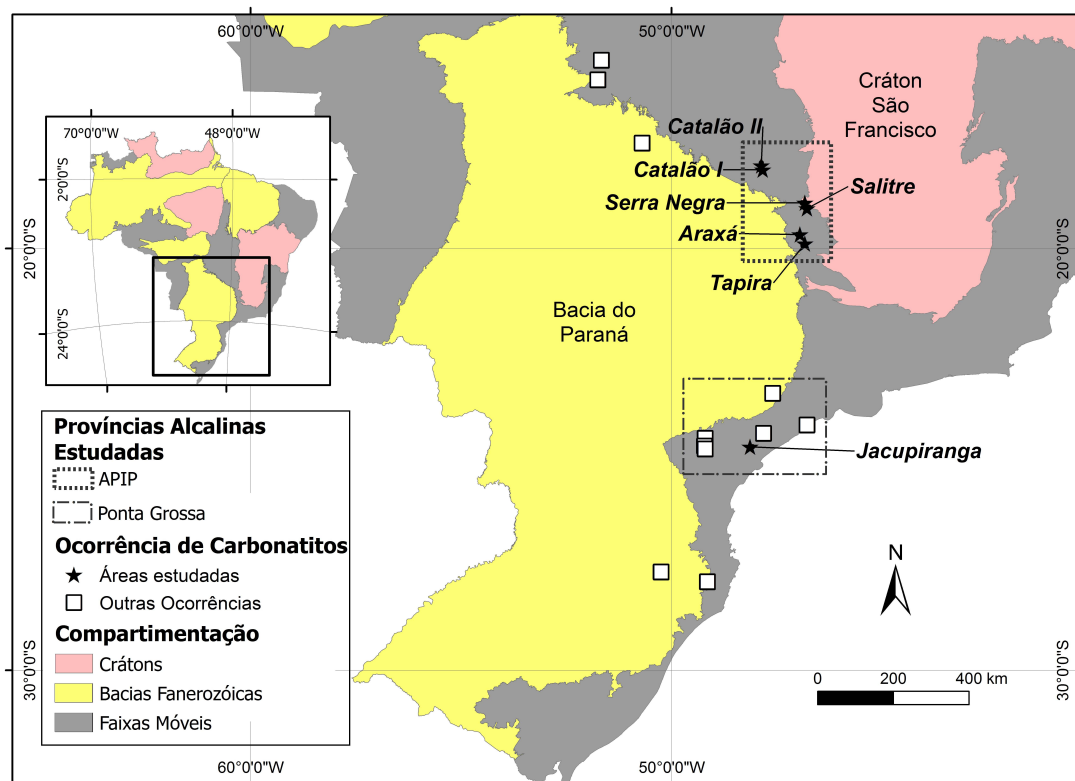 60°0'0"W
50°0'0"W
Cráton
São
Francisco
70°0'0"W
48°0'0"W
2°0'0"S
24°0'0"S
Catalão II
Catalão I
Salitre
Serra Negra
Araxá
Tapira
20°0'0"S
20°0'0"S
Bacia do
Paraná
Jacupiranga
Províncias Alcalinas
Estudadas
APIP
Ponta Grossa
Ocorrência de Carbonatitos
Áreas estudadas
Outras Ocorrências
Compartimentação
Crátons
Bacias Fanerozóicas
Faixas Móveis
N
0 200 400 km
30°0'0"S
30°0'0"S
60°0'0"W
50°0'0"W